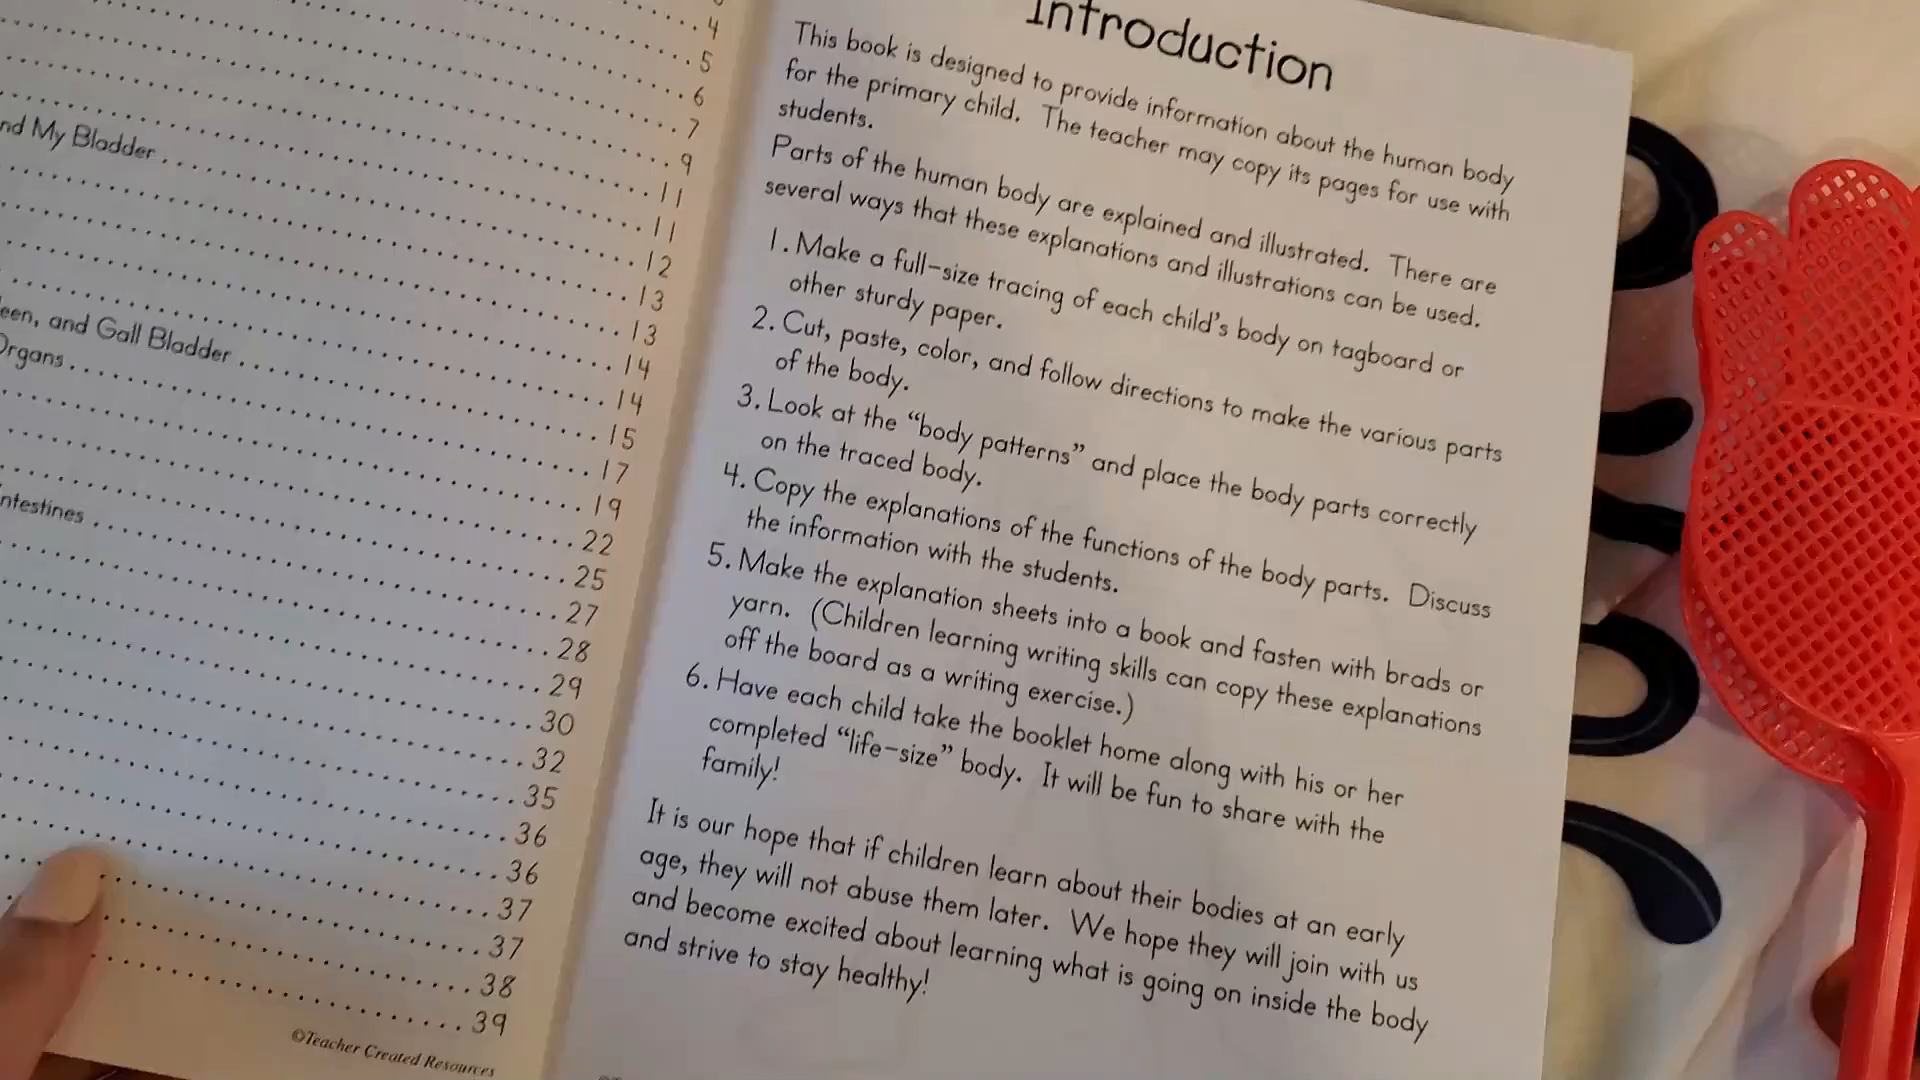 4
5
6
7
9
11
nd My Bladder 11
12
13
13
14
14
een, and Gall Bladder 15
Organs 17
19
22
25
27
ntestines 28
29
30
32
35
36
36
37
37
38
39
©Teacher Created Resources
Introduction
This book is designed to provide information about the human body
for the primary child. The teacher may copy its pages for use with
students.
Parts of the human body are explained and illustrated. There are
several ways that these explanations and illustrations can be used.
1. Make a full-size tracing of each child's body on tagboard or
other sturdy paper.
2. Cut, paste, color, and follow directions to make the various parts
of the body.
3. Look at the “body patterns” and place the body parts correctly
on the traced body.
4. Copy the explanations of the functions of the body parts. Discuss
the information with the students.
5. Make the explanation sheets into a book and fasten with brads or
yarn. (Children learning writing skills can copy these explanations
off the board as a writing exercise.)
6. Have each child take the booklet home along with his or her
completed “life-size” body. It will be fun to share with the
family!
It is our hope that if children learn about their bodies at an early
age, they will not abuse them later. We hope they will join with us
and become excited about learning what is going on inside the body
and strive to stay healthy!